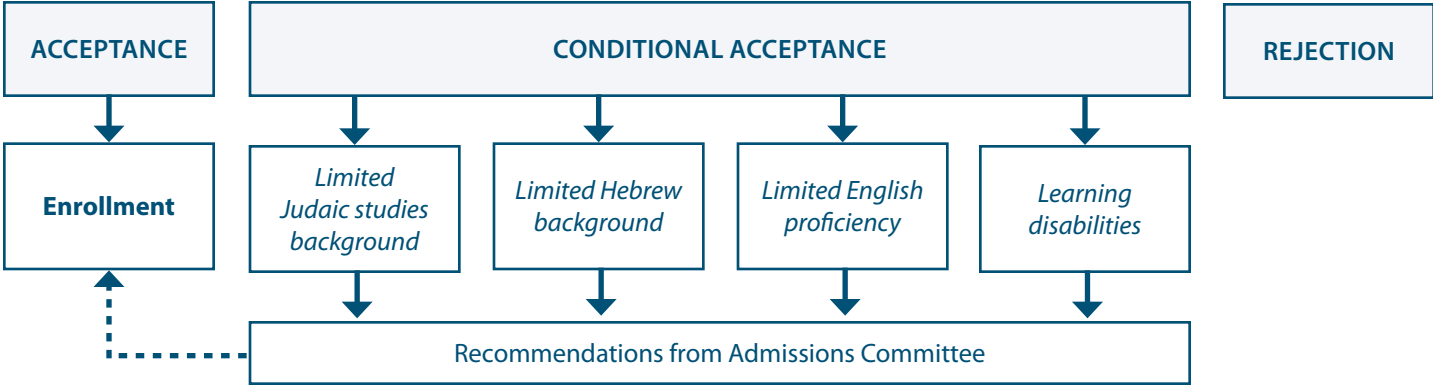 ACCEPTANCE
CONDITIONAL ACCEPTANCE
REJECTION
Enrollment
Limited
Judaic studies
background
Limited Hebrew
background
Limited English
proficiency
Learning
disabilities
Recommendations from Admissions Committee